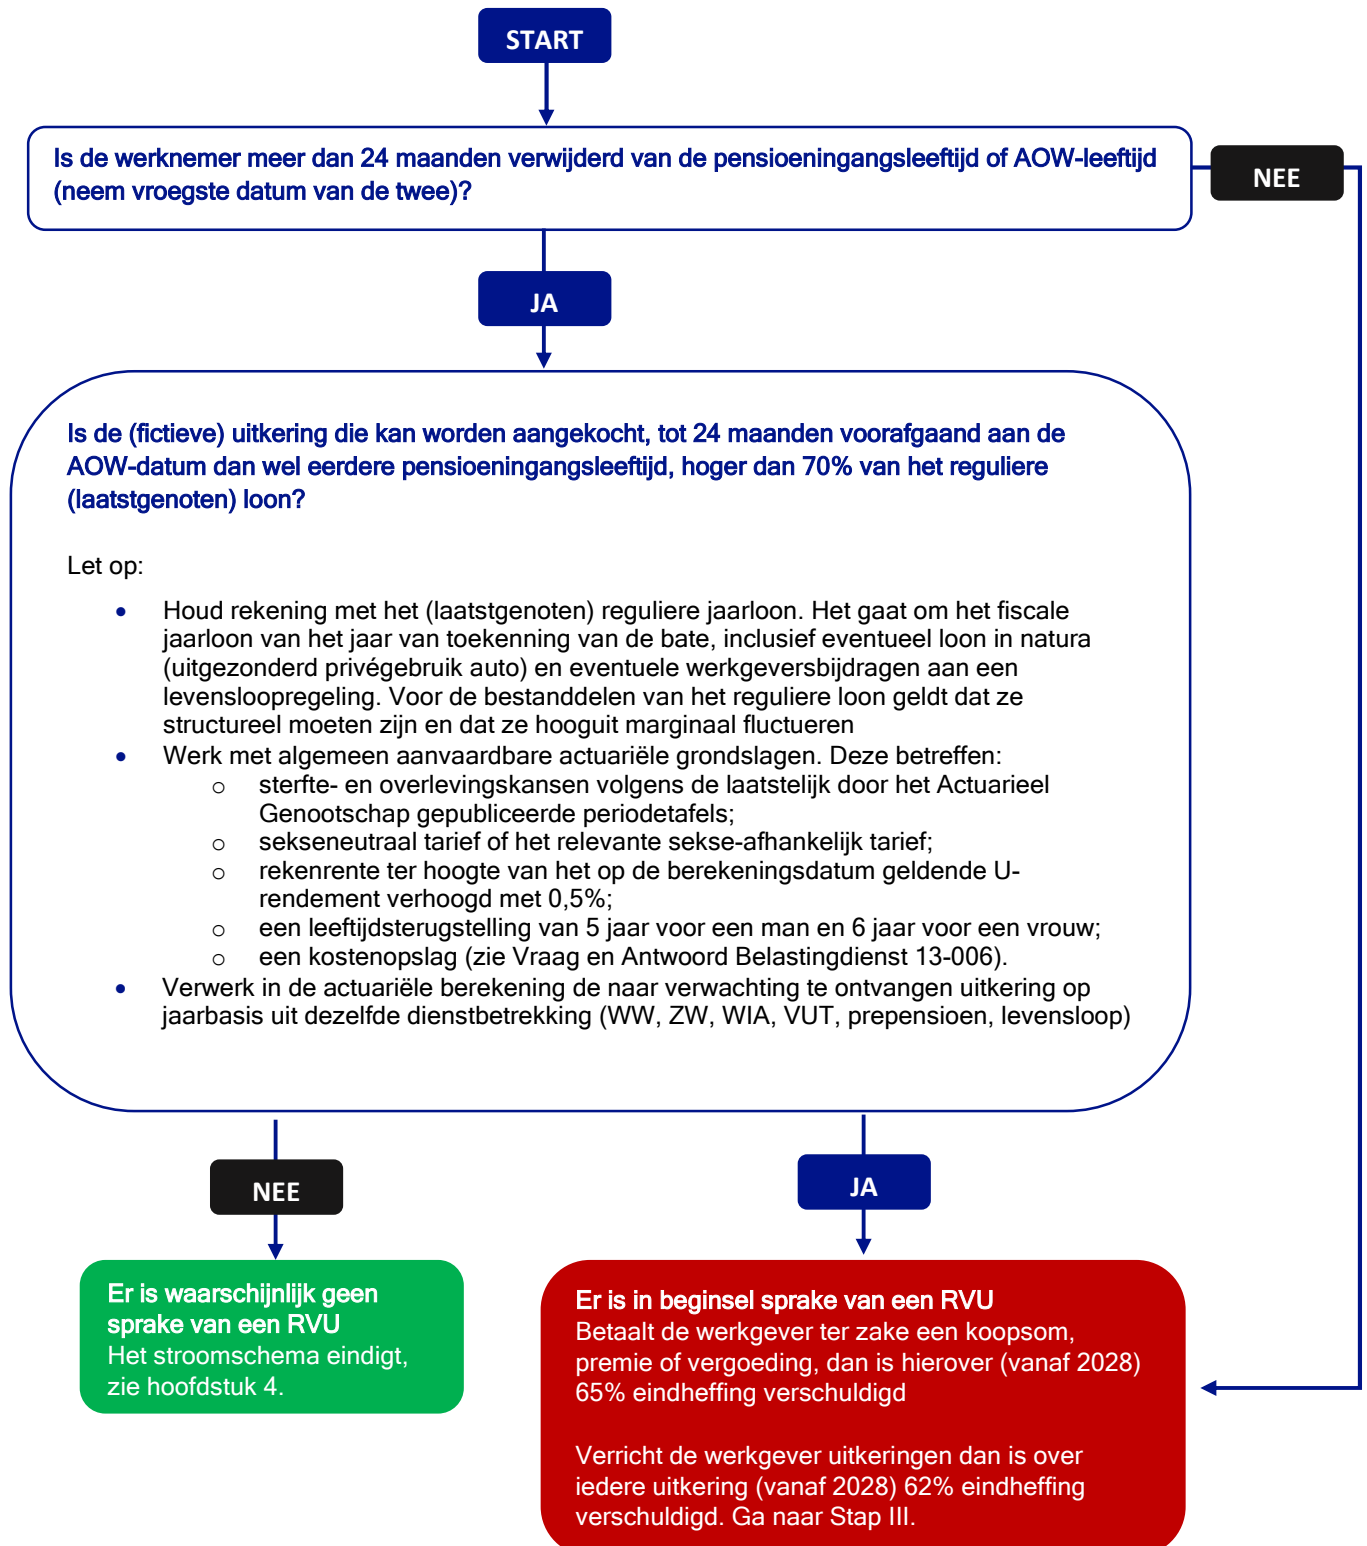 START
Is de werknemer meer dan 24 maanden verwijderd van de pensioeningangsleeftijd of AOW-leeftijd
(neem vroegste datum van de twee)?
NEE
JA
Is de (fictieve) uitkering die kan worden aangekocht, tot 24 maanden voorafgaand aan de
AOW-datum dan wel eerdere pensioeningangsleeftijd, hoger dan 70% van het reguliere
(laatstgenoten) loon?
Let op:
• Houd rekening met het (laatstgenoten) reguliere jaarloon. Het gaat om het fiscale
jaarloon van het jaar van toekenning van de bate, inclusief eventueel loon in natura
(uitgezonderd privégebruik auto) en eventuele werkgeversbijdragen aan een
levensloopregeling. Voor de bestanddelen van het reguliere loon geldt dat ze
structureel moeten zijn en dat ze hooguit marginaal fluctueren
• Werk met algemeen aanvaardbare actuariële grondslagen. Deze betreffen:
o sterfte- en overlevingskansen volgens de laatstelijk door het Actuarieel
Genootschap gepubliceerde periodetafels;
o sekseneutraal tarief of het relevante sekse-afhankelijk tarief;
o rekenrente ter hoogte van het op de berekeningsdatum geldende U-
rendement verhoogd met 0,5%;
o een leeftijdsterugstelling van 5 jaar voor een man en 6 jaar voor een vrouw;
o een kostenopslag (zie Vraag en Antwoord Belastingdienst 13-006).
• Verwerk in de actuariële berekening de naar verwachting te ontvangen uitkering op
jaarbasis uit dezelfde dienstbetrekking (WW, ZW, WIA, VUT, prepensioen, levensloop)
NEE
JA
Er is waarschijnlijk geen
sprake van een RVU
Het stroomschema eindigt,
zie hoofdstuk 4.
Er is in beginsel sprake van een RVU
Betaalt de werkgever ter zake een koopsom,
premie of vergoeding, dan is hierover (vanaf 2028)
65% eindheffing verschuldigd
Verricht de werkgever uitkeringen dan is over
iedere uitkering (vanaf 2028) 62% eindheffing
verschuldigd. Ga naar Stap III.